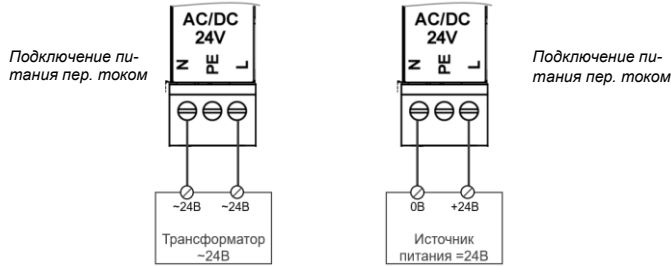 AC/DC
24V
N PE L
Подключение пи-
тания пер. током
~24В ~24В
Трансформатор
~24В
AC/DC
24V
N PE L
Подключение пи-
тания пер. током
0В +24В
Источник
питания =24В